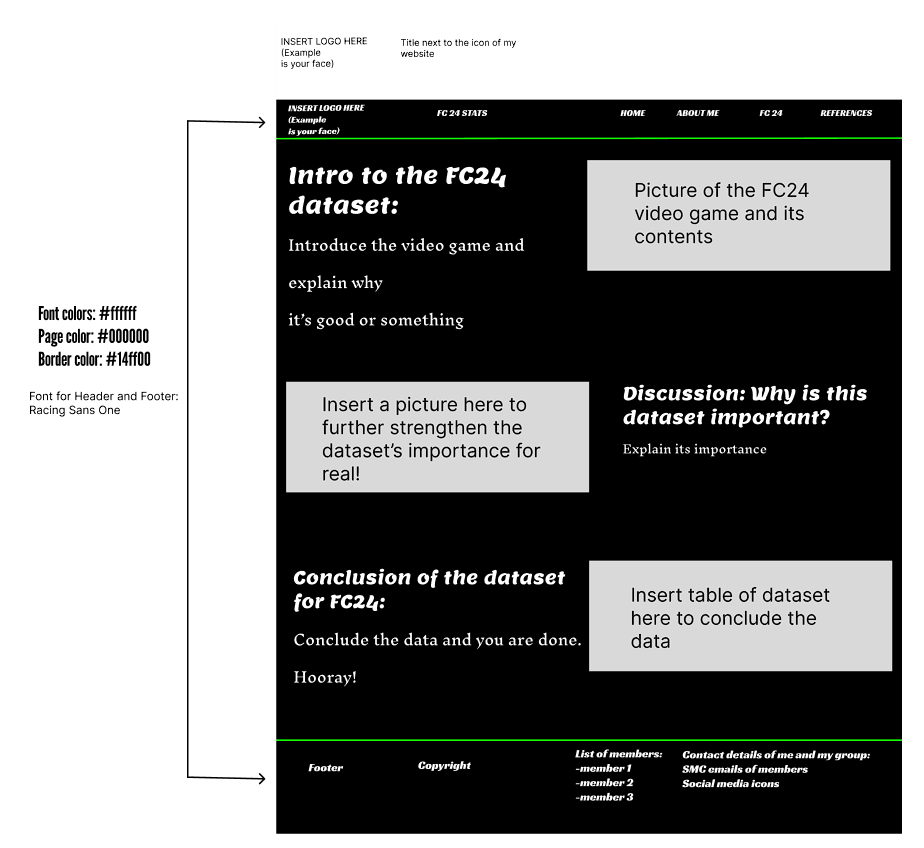 INSERT LOGO HERE
(Example
is your face)
Title next to the icon of my
website
INSERT LOGO HERE
(Example
is your face)
FC 24 STATS
HOME
ABOUT ME
FC 24
REFERENCES
Intro to the FC24
dataset:
Introduce the video game and
explain why
it's good or something
Picture of the FC24
video game and its
contents
Font colors: #ffffff
Page color: #000000
Border color: #14ff00
Font for Header and Footer:
Racing Sans One
Insert a picture here to
further strengthen the
dataset's importance for
real!
Discussion: Why is this
dataset important?
Explain its importance
Conclusion of the dataset
for FC24:
Conclude the data and you are done.
Hooray!
Insert table of dataset
here to conclude the
data
Footer
Copyright
List of members:
-member 1
-member 2
-member 3
Contact details of me and my group:
SMC emails of members
Social media icons